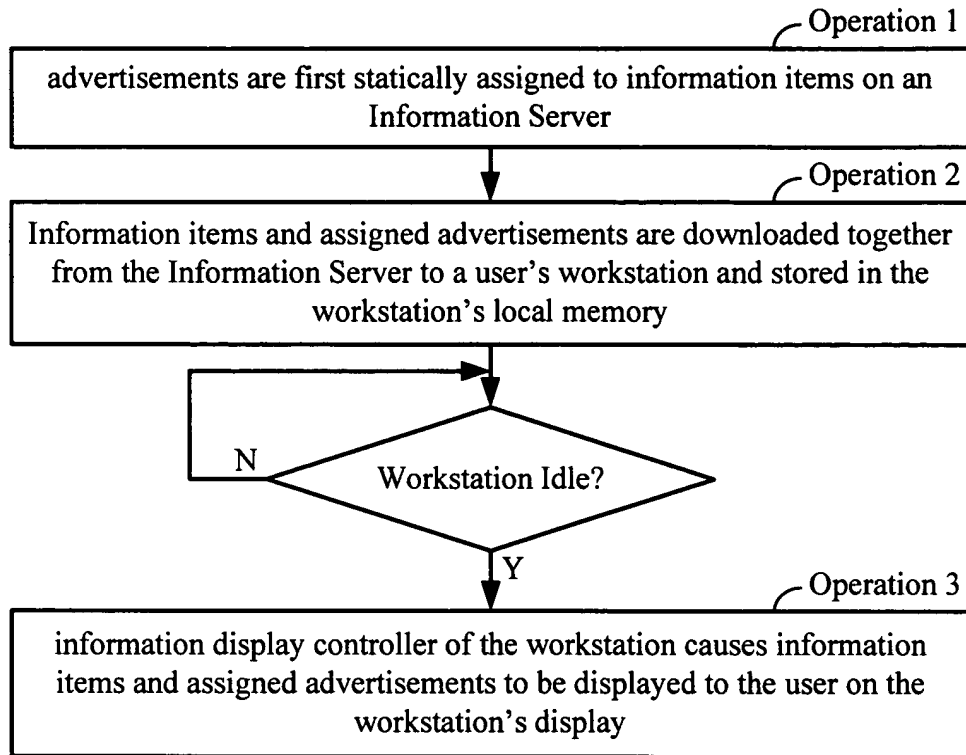 Operation 1
advertisements are first statically assigned to information items on an
Information Server
Operation 2
Information items and assigned advertisements are downloaded together
from the Information Server to a user's workstation and stored in the
workstation's local memory
N
Workstation Idle?
Y
Operation 3
information display controller of the workstation causes information
items and assigned advertisements to be displayed to the user on the
workstation's display